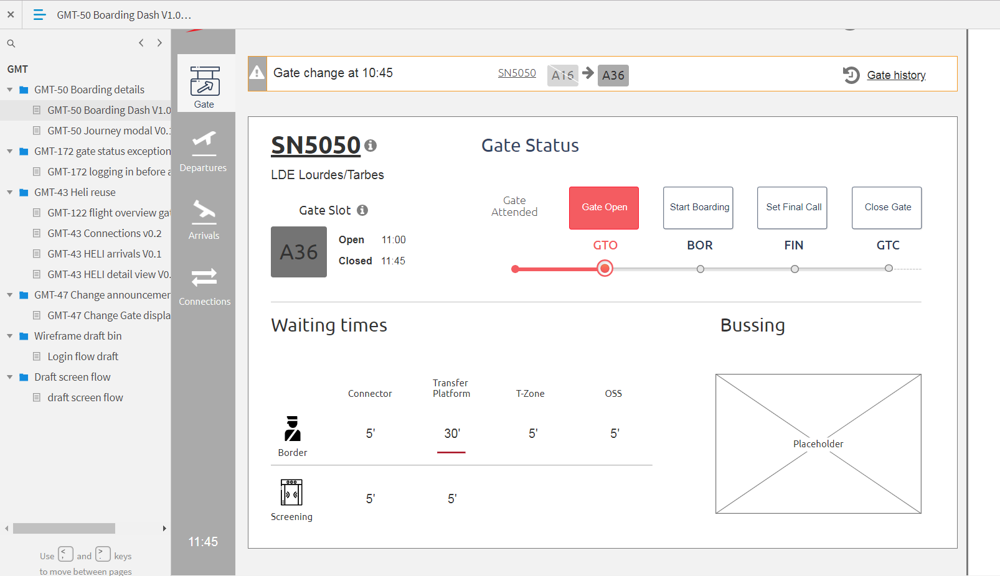 GMT-50 Boarding Dash V1.0…
GMT
GMT-50 Boarding details
GMT-50 Boarding Dash V1.0
GMT-50 Journey modal V0.
GMT-172 gate status exception
GMT-172 logging in before a
GMT-43 Heli reuse
GMT-122 flight overview ga
GMT-43 Connections v0.2
GMT-43 HELI arrivals V0.1
GMT-43 HELI detail view V0.
GMT-47 Change announcemer
GMT-47 Change Gate displa
Wireframe draft bin
Login flow draft
Draft screen flow
draft screen flow
Use < , and > . keys
to move between pages
Gate
Departures
Arrivals
Connections
11:45
Gate change at 10:45
SN5050
A16
A36
Gate history
SN5050
LDE Lourdes/Tarbes
Gate Slot
A36
Open 11:00
Closed 11:45
Gate Status
Gate
Attended
Gate Open
Start Boarding
Set Final Call
Close Gate
GTO
BOR
FIN
GTC
Waiting times
Connector
Transfer
Platform
T-Zone
OSS
Border
5' 30' 5' 5'
Screening
5' 5'
Bussing
Placeholder